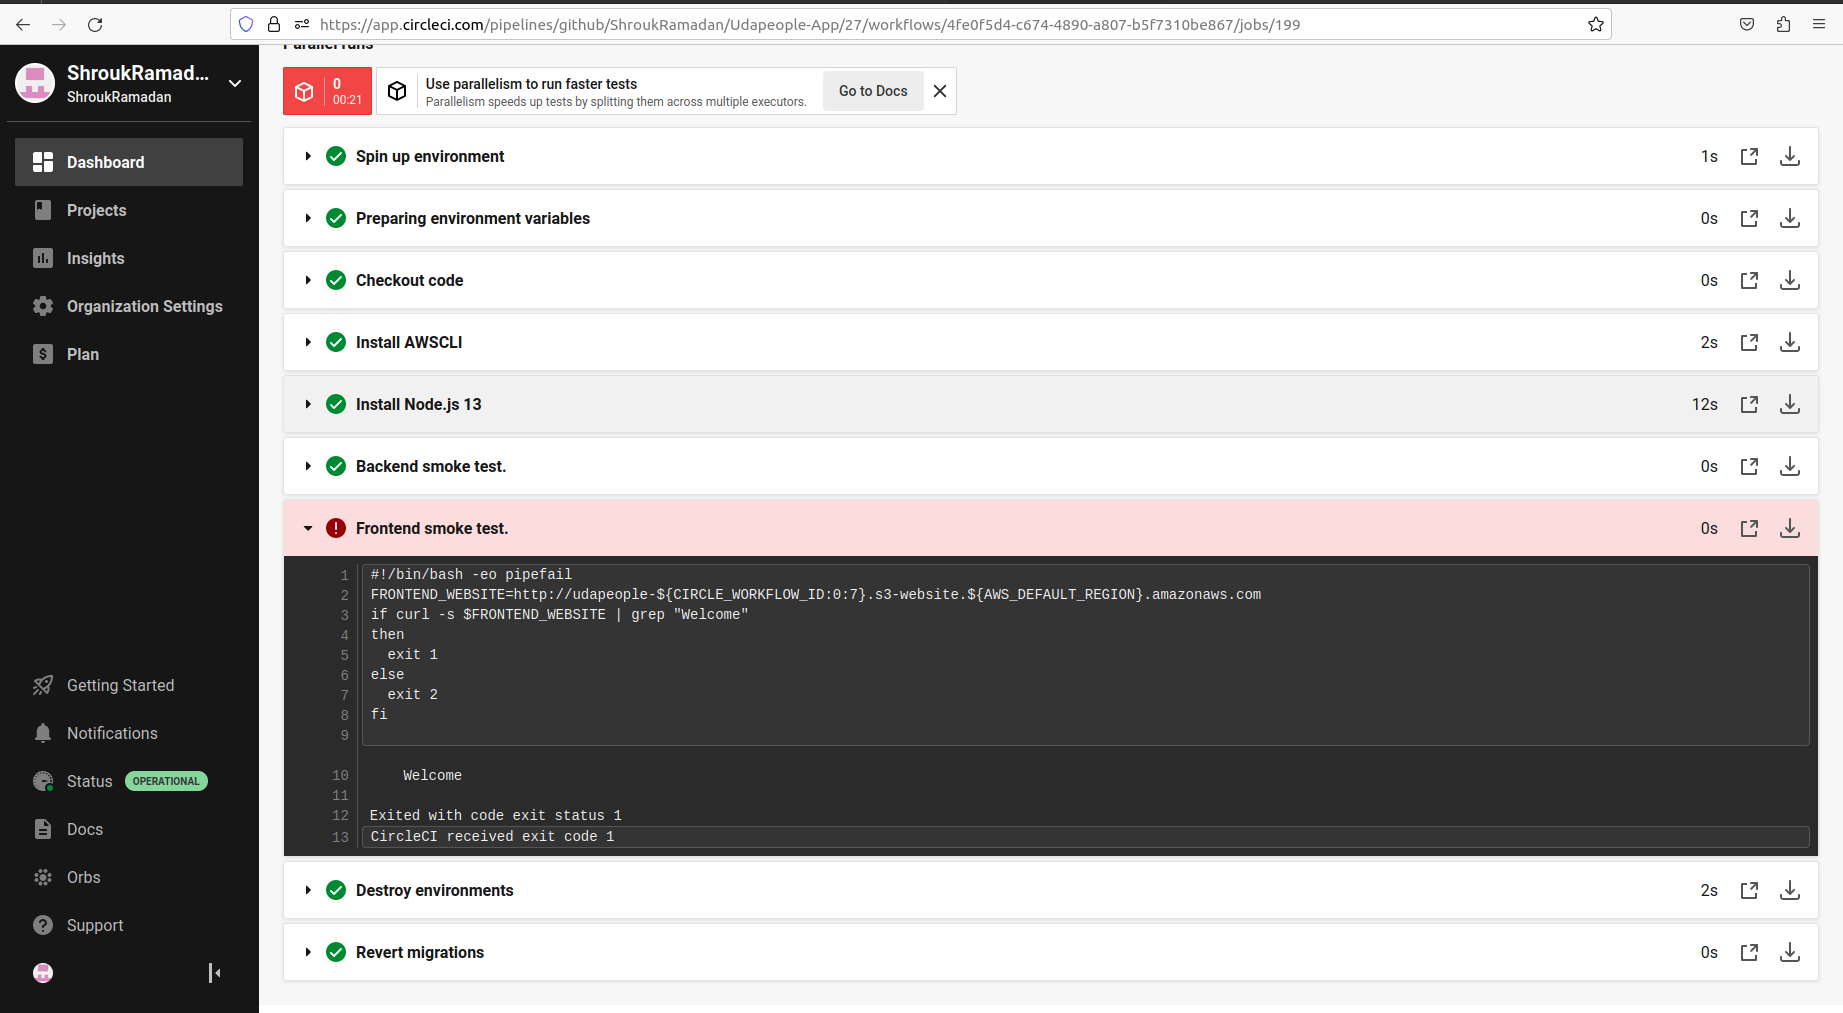 https://app.circleci.com/pipelines/github/ShroukRamadan/Udapeople-App/27/workflows/4fe0f5d4-c674-4890-a807-b5f7310be867/jobs/199
ShroukRamad...
ShroukRamadan
Dashboard
Projects
Insights
Organization Settings
Plan
Getting Started
Notifications
Status OPERATIONAL
Docs
Orbs
Support
Parallel runs
0
00:21
Use parallelism to run faster tests
Parallelism speeds up tests by splitting them across multiple executors.
Go to Docs
Spin up environment 1s
Preparing environment variables 0s
Checkout code 0s
Install AWSCLI 2s
Install Node.js 13 12s
Backend smoke test. 0s
Frontend smoke test. 0s
1 #!/bin/bash -eo pipefail
2 FRONTEND_WEBSITE=http://udapeople-${CIRCLE_WORKFLOW_ID:0:7}.s3-website.${AWS_DEFAULT_REGION}.amazonaws.com
3 if curl -s $FRONTEND_WEBSITE | grep "Welcome"
4 then
5   exit 1
6 else
7   exit 2
8 fi
9
10     Welcome
11
12 Exited with code exit status 1
13 CircleCI received exit code 1
Destroy environments 2s
Revert migrations 0s